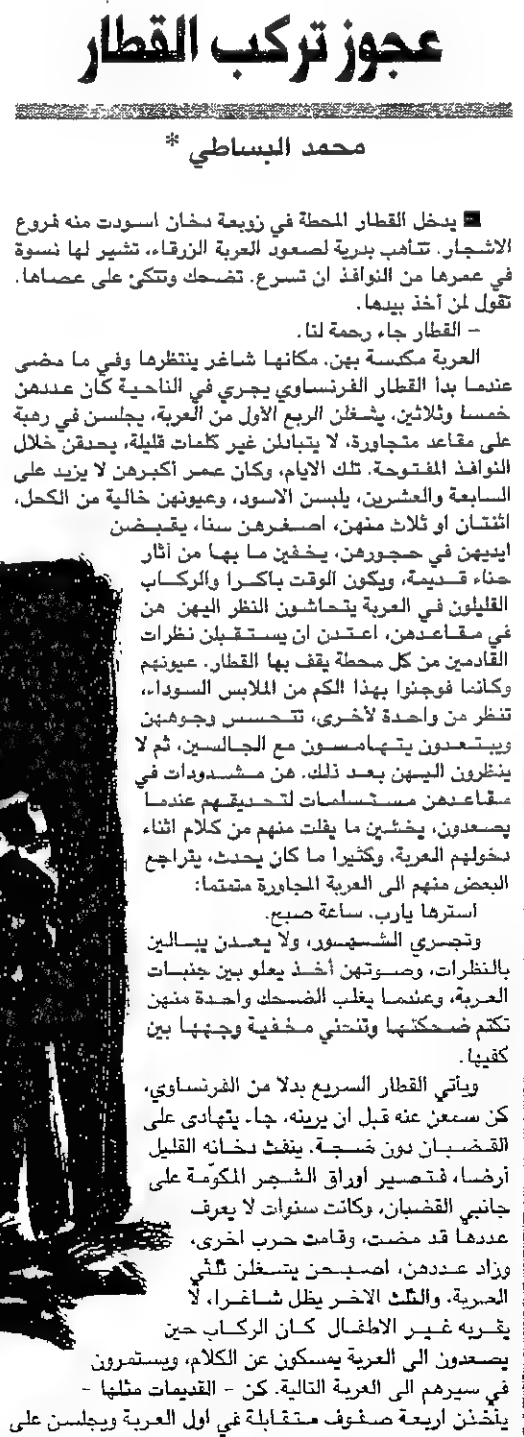 عجوز تركب القطار
محمد البساطي *
■ يدخل القطار المحطة في زوبعة دخان اسودت منه فروع
الاشجار. تتأهب بدرية لصعود العربة الزرقاء، تشير لها نسوة
في عمرها من النوافذ ان تسرع. تضحك وتتكئ على عصاها.
تقول لمن أخذ بيدها.
– القطار جاء رحمة لنا.
العربة مكدسة بهن. مكانها شاغر ينتظرها وفي ما مضى
عندما بدأ القطار الفرنساوي يجري في الناحية كان عددهن
خمسا وثلاثين، يشغلن الربع الأول من العربة، يجلسن في رهبة
على مقاعد متجاورة، لا يتبادلن غير كلمات قليلة، يحدقن خلال
النوافذ المفتوحة. تلك الايام، وكان عمر أكبرهن لا يزيد على
السابعة والعشرين، يلبسن الاسود، وعيونهن خالية من الكحل،
اثنتان او ثلاث منهن، اصغرهن سنا، يقبضن
ايديهن في حجورهن، يخفين ما بها من آثار
حناء قديمة، ويكون الوقت باكرا والركاب
القليلون في العربة يتحاشون النظر اليهن هن
في مقاعدهن، اعتدن ان يستقبلن نظرات
القادمين من كل محطة يقف بها القطار. عيونهم
وكانما فوجئوا بهذا الكم من الملابس السوداء،
تنظر من واحدة لأخرى، تتحسس وجوههن
ويبتعدون يتهامسون مع الجالسين، ثم لا
ينظرون اليهن بعد ذلك. هن مشدودات في
مقاعدهن مستسلمات لتحديقهم عندما
يصعدون، يخشين ما يفلت منهم من كلام اثناء
دخولهم العربة، وكثيرا ما كان يحدث، يتراجع
البعض منهم الى العربة المجاورة متمتما:
استرها يارب. ساعة صبح.
وتجري الشهور، ولا يعدن يبالين
بالنظرات، وصوتهن أخذ يعلو بين جنبات
العربة، وعندما يغلب الضحك واحدة منهن
تكتم ضحكتها وتنحني مخفية وجهها بين
كفيها.
ويأتي القطار السريع بدلا من الفرنساوي،
كن سمعن عنه قبل ان يرينه، جاء يتهادى على
القضبان دون ضجة. ينفث دخانه القليل
أرضا، فتصير أوراق الشجر المكوّمة على
جانبي القضبان، وكانت سنوات لا يعرف
عددها قد مضت، وقامت حرب اخرى،
وزاد عددهن، اصبحن يشغلن ثلثي
العربة. والثلث الاخر يظل شاغرا، لا
يقربه غير الاطفال كان الركاب حين
يصعدون الى العربة يمسكون عن الكلام، ويستمرون
في سيرهم الى العربة التالية. كن – القديمات مثلها –
يأخذن أربعة صفوف متقابلة في اول العربة ويجلسن على